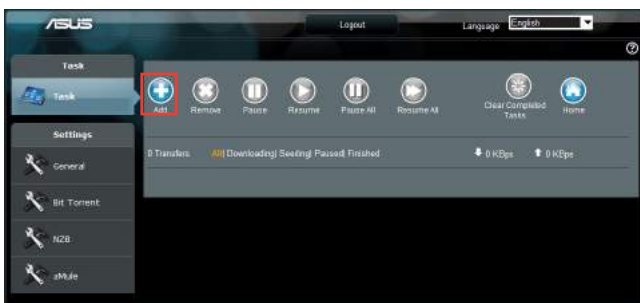 ASUS
Logout
Language English
Task
Task
Add Remove Pause Resume Pause All Resume All Clear Completed Tasks Home
Settings
General
0 Transfers All| Downloading| Seeding| Paused| Finished 0 KBps 0 KBps
Bit Torrent
NZB
aMule